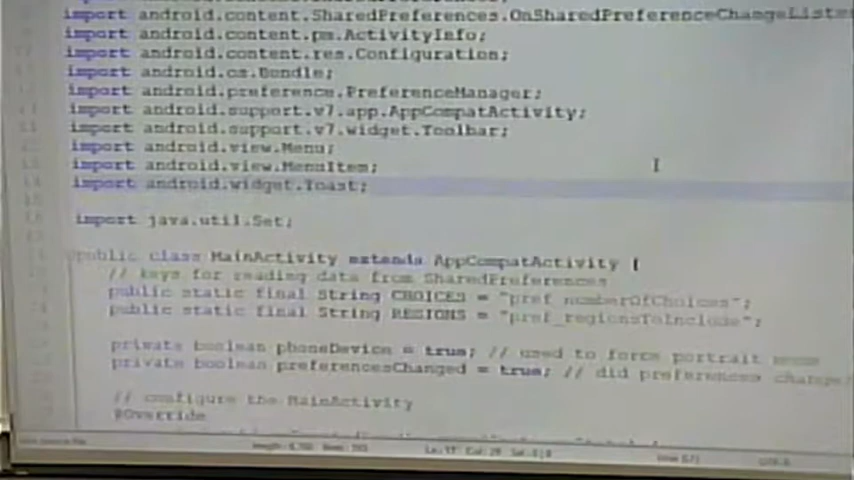 import android.content.SharedPreferences.OnSharedPreferenceChangeListe
import android.content.pm.ActivityInfo;
import android.content.res.Configuration;
import android.os.Bundle;
import android.preference.PreferenceManager;
import android.support.v7.app.AppCompatActivity;
import android.support.v7.widget.Toolbar;
import android.view.Menu;
import android.view.MenuItem;
import android.widget.Toast;
import java.util.Set;
public class MainActivity extends AppCompatActivity {
// keys for reading data from SharedPreferences
public static final String CHOICES = "pref_numberOfChoices";
public static final String REGIONS = "pref_regionsToInclude";
private boolean phoneDevice = true; // used to force portrait mode
private boolean preferencesChanged = true; // did preferences change
// configure the MainActivity
@Override